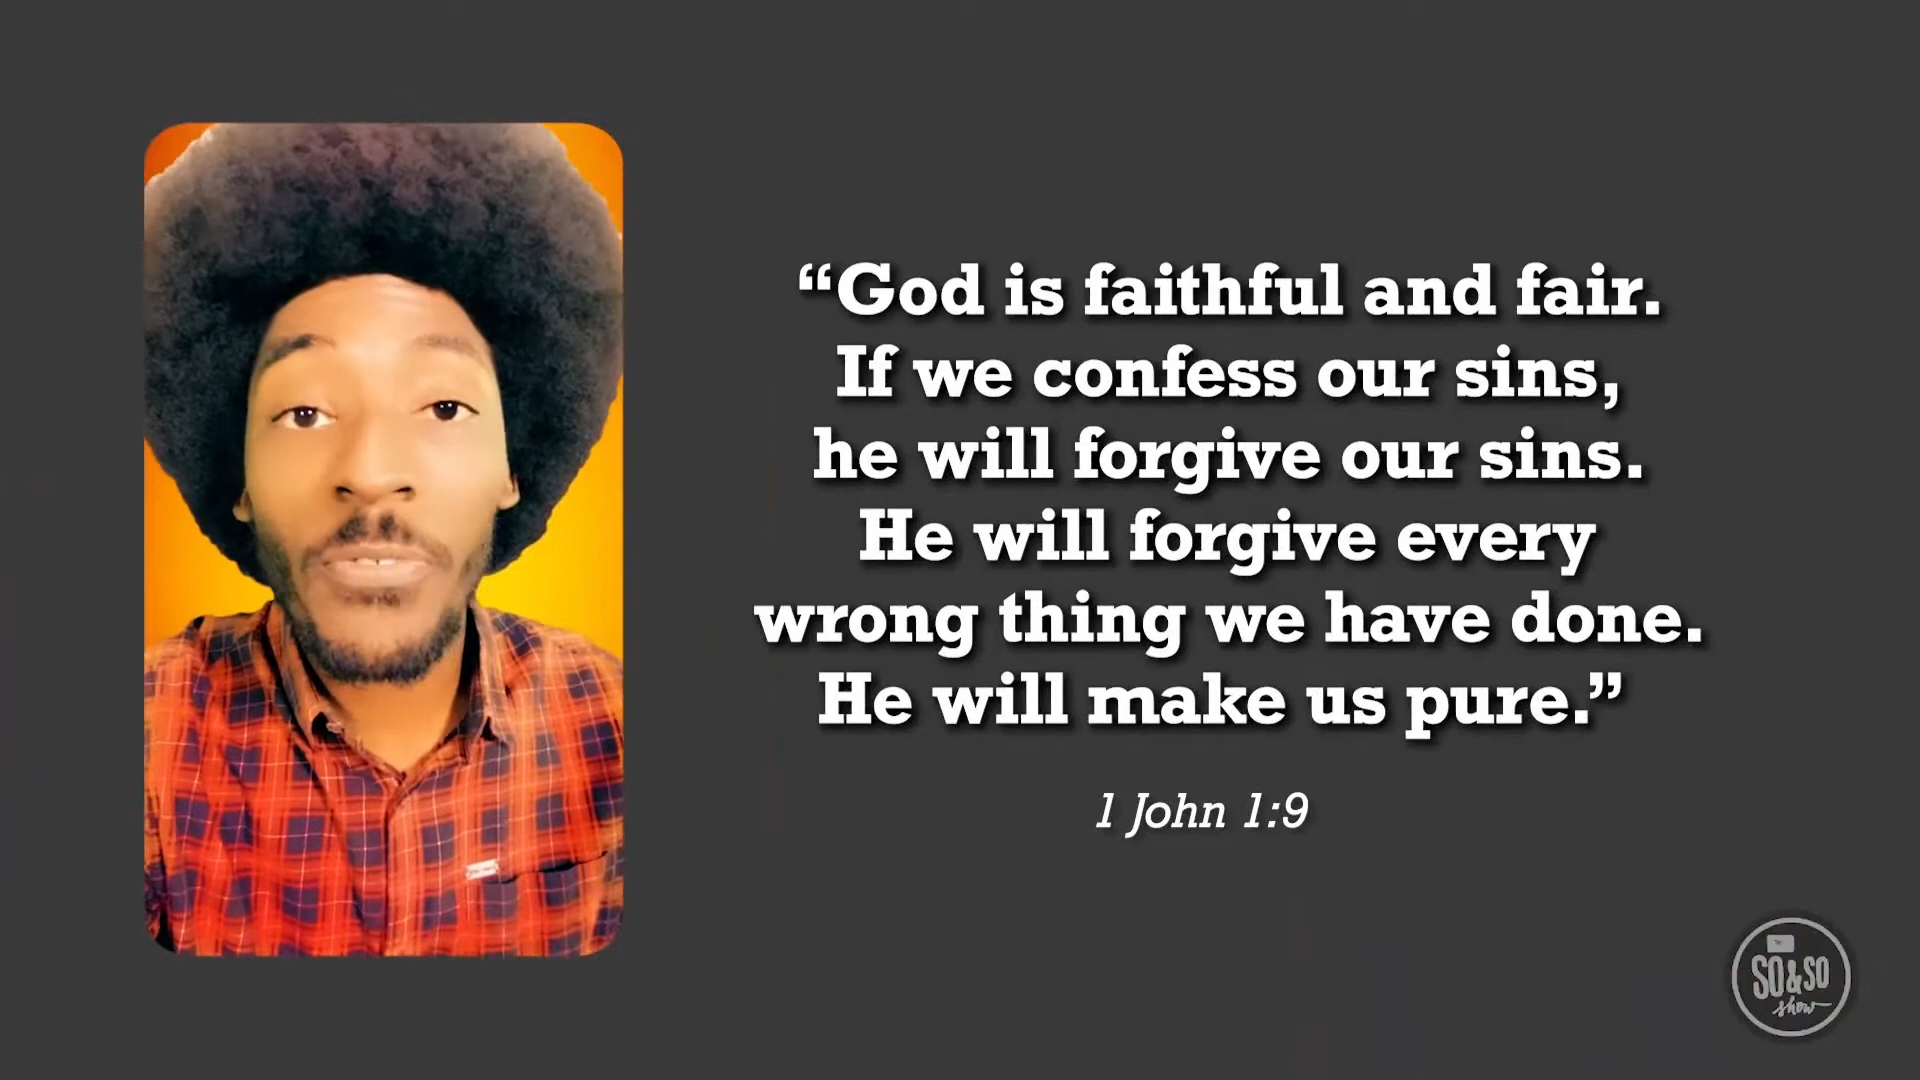 “God is faithful and fair.
If we confess our sins,
he will forgive our sins.
He will forgive every
wrong thing we have done.
He will make us pure.”
1 John 1:9
SO & SO
show